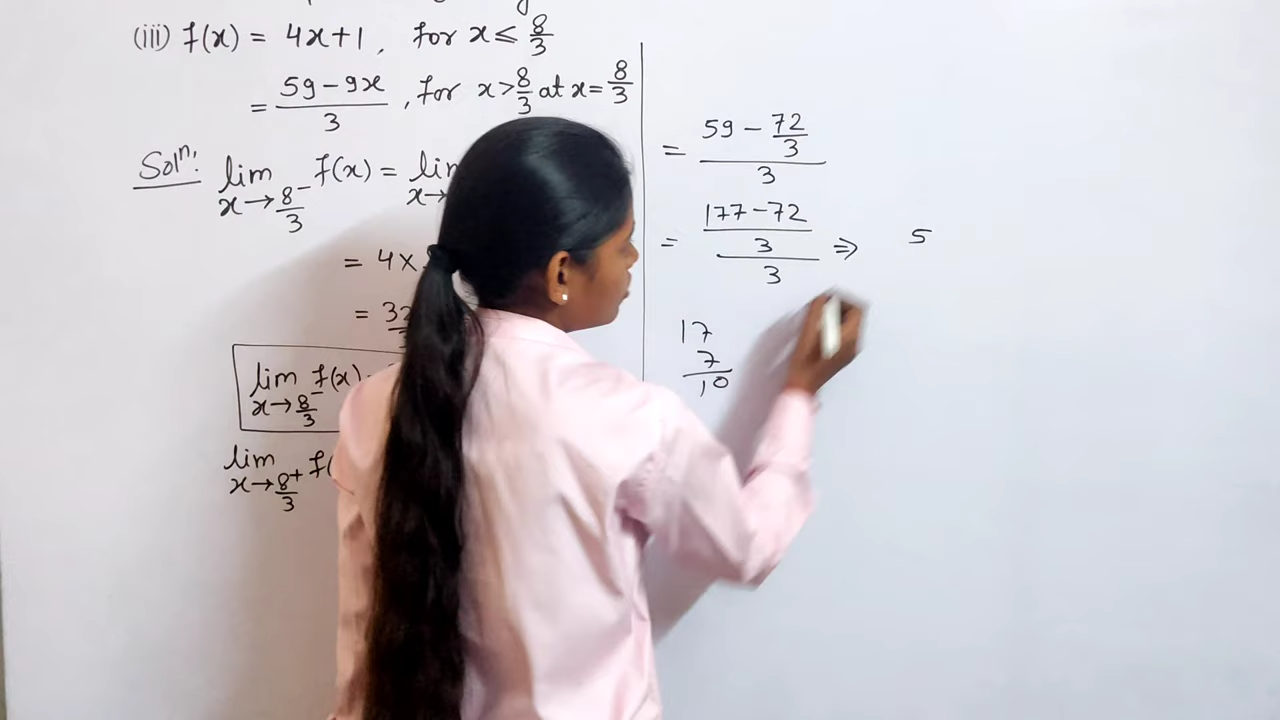 (iii) f(x) = 4x+1, for x ≤ 8/3
= (59-9x)/3, for x > 8/3 at x = 8/3
Solⁿ: lim x→8/3⁻ f(x) = lim x→
= 4×
= 32
lim x→8/3⁻ f(x)
lim x→8/3⁺ f(
= (59 - 72/3)/3
= ((177-72)/3)/3 ⇒ 5
17
7
10